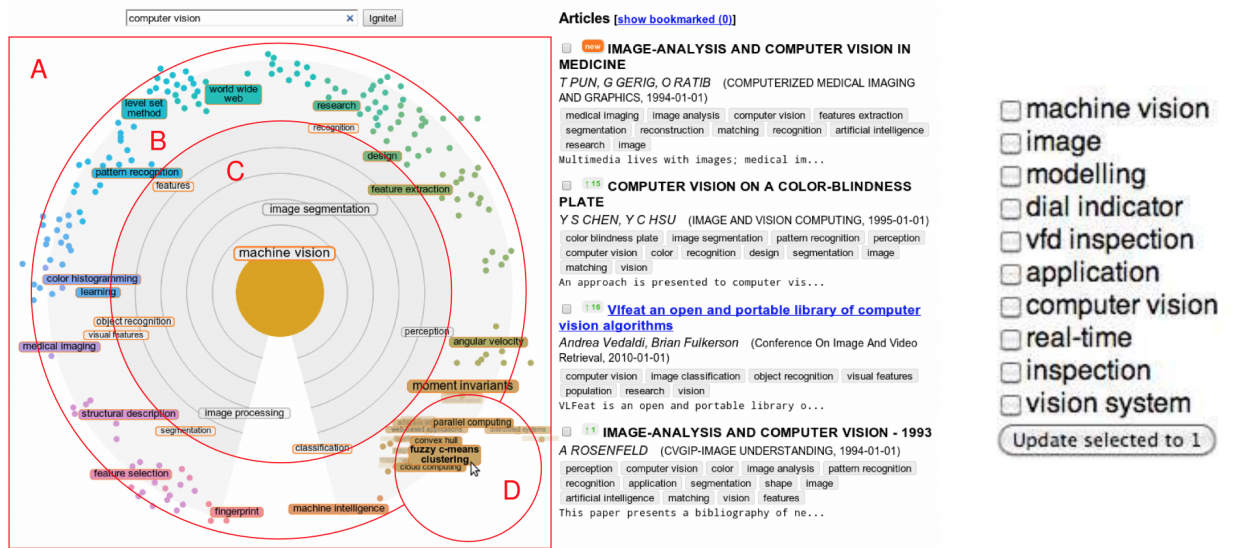 computer vision × Ignite!
A
B
C
D
world wide
web
level set
method
research
recognition
design
pattern recognition
features
feature extraction
image segmentation
machine vision
color histogramming
learning
object recognition
visual features
medical imaging
perception
angular velocity
moment invariants
structural description
image processing
segmentation
classification
parallel computing
convex hull
fuzzy c-means
clustering
cloud computing
feature selection
fingerprint
machine intelligence
Articles [show bookmarked (0)]
new IMAGE-ANALYSIS AND COMPUTER VISION IN
MEDICINE
T PUN, G GERIG, O RATIB (COMPUTERIZED MEDICAL IMAGING
AND GRAPHICS, 1994-01-01)
medical imaging image analysis computer vision features extraction
segmentation reconstruction matching recognition artificial intelligence
research image
Multimedia lives with images; medical im...
↑15 COMPUTER VISION ON A COLOR-BLINDNESS
PLATE
Y S CHEN, Y C HSU (IMAGE AND VISION COMPUTING, 1995-01-01)
color blindness plate image segmentation pattern recognition perception
computer vision color recognition design segmentation image
matching vision
An approach is presented to computer vis...
↑16 Vlfeat an open and portable library of computer
vision algorithms
Andrea Vedaldi, Brian Fulkerson (Conference On Image And Video
Retrieval, 2010-01-01)
computer vision image classification object recognition visual features
population research vision
VLFeat is an open and portable library o...
↑1 IMAGE-ANALYSIS AND COMPUTER VISION - 1993
A ROSENFELD (CVGIP-IMAGE UNDERSTANDING, 1994-01-01)
perception computer vision color image analysis pattern recognition
recognition application segmentation shape image
artificial intelligence matching vision features
This paper presents a bibliography of ne...
machine vision
image
modelling
dial indicator
vfd inspection
application
computer vision
real-time
inspection
vision system
Update selected to 1